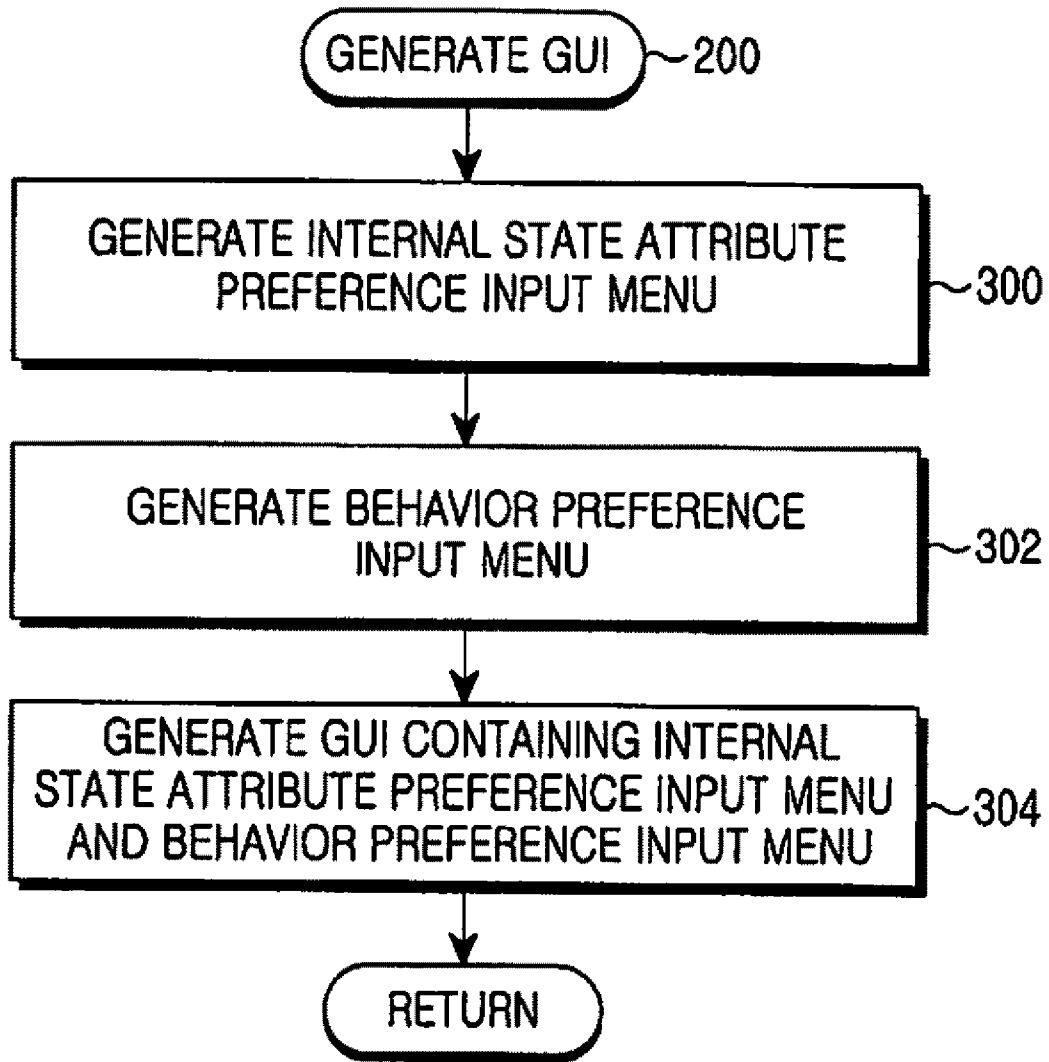 GENERATE GUI
200
GENERATE INTERNAL STATE ATTRIBUTE
PREFERENCE INPUT MENU
300
GENERATE BEHAVIOR PREFERENCE
INPUT MENU
302
GENERATE GUI CONTAINING INTERNAL
STATE ATTRIBUTE PREFERENCE INPUT MENU
AND BEHAVIOR PREFERENCE INPUT MENU
304
RETURN